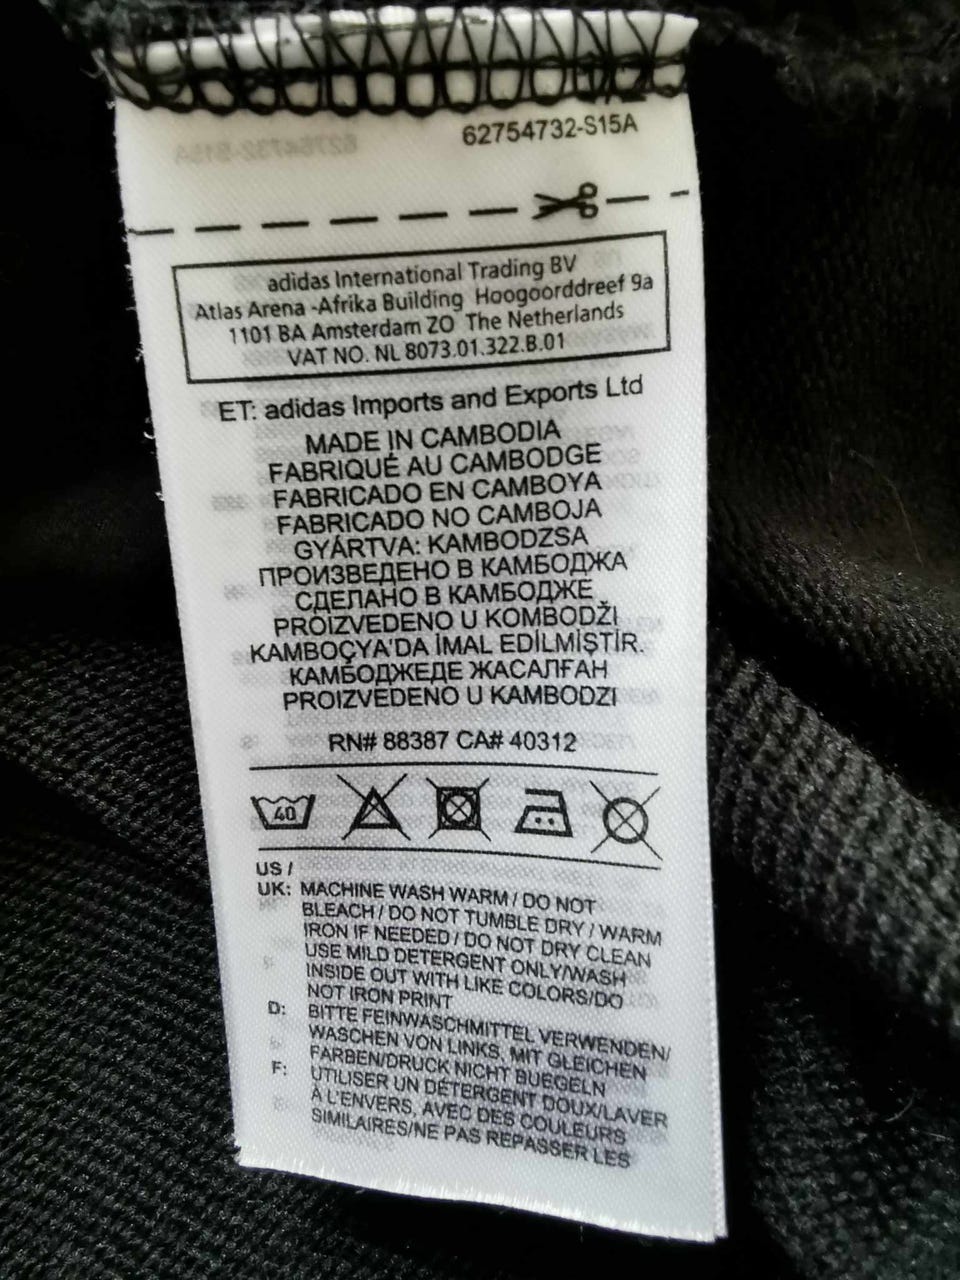 62754732-S15A
adidas International Trading BV
Atlas Arena -Afrika Building Hoogoorddreef 9a
1101 BA Amsterdam ZO The Netherlands
VAT NO. NL 8073.01.322.B.01
ET: adidas Imports and Exports Ltd
MADE IN CAMBODIA
FABRIQUÉ AU CAMBODGE
FABRICADO EN CAMBOYA
FABRICADO NO CAMBOJA
GYÁRTVA: KAMBODZSA
ПРОИЗВЕДЕНО В КАМБОДЖА
СДЕЛАНО В КАМБОДЖЕ
PROIZVEDENO U KOMBODŽI
KAMBOÇYA'DA İMAL EDİLMİŞTİR.
КАМБОДЖЕДЕ ЖАСАЛҒАН
PROIZVEDENO U KAMBODZI
RN# 88387 CA# 40312
40
US /
UK: MACHINE WASH WARM / DO NOT
BLEACH / DO NOT TUMBLE DRY / WARM
IRON IF NEEDED / DO NOT DRY CLEAN
USE MILD DETERGENT ONLY/WASH
INSIDE OUT WITH LIKE COLORS/DO
NOT IRON PRINT
D: BITTE FEINWASCHMITTEL VERWENDEN/
WASCHEN VON LINKS, MIT GLEICHEN
FARBEN/DRUCK NICHT BUEGELN
F: UTILISER UN DÉTERGENT DOUX/LAVER
À L'ENVERS, AVEC DES COULEURS
SIMILAIRES/NE PAS REPASSER LES